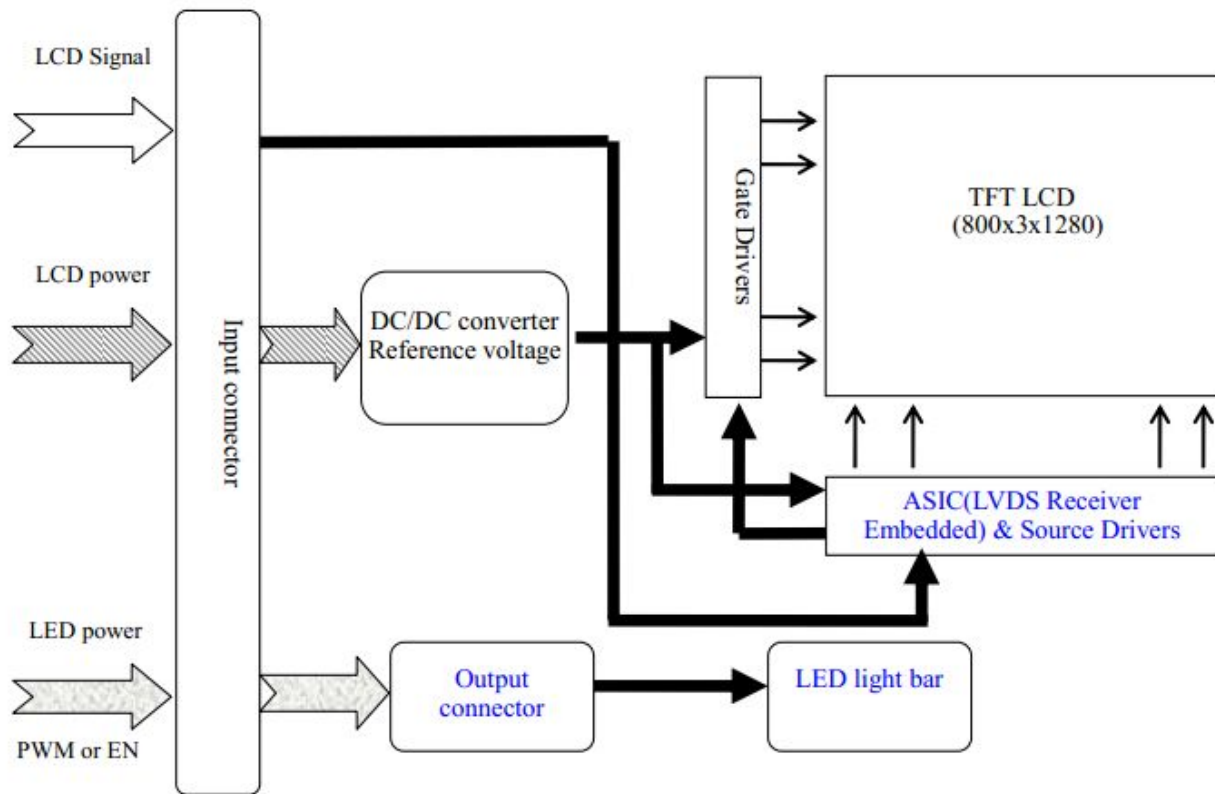 LCD Signal
LCD power
LED power
PWM or EN
Input connector
DC/DC converter
Reference voltage
Gate Drivers
TFT LCD
(800x3x1280)
ASIC(LVDS Receiver
Embedded) & Source Drivers
Output
connector
LED light bar